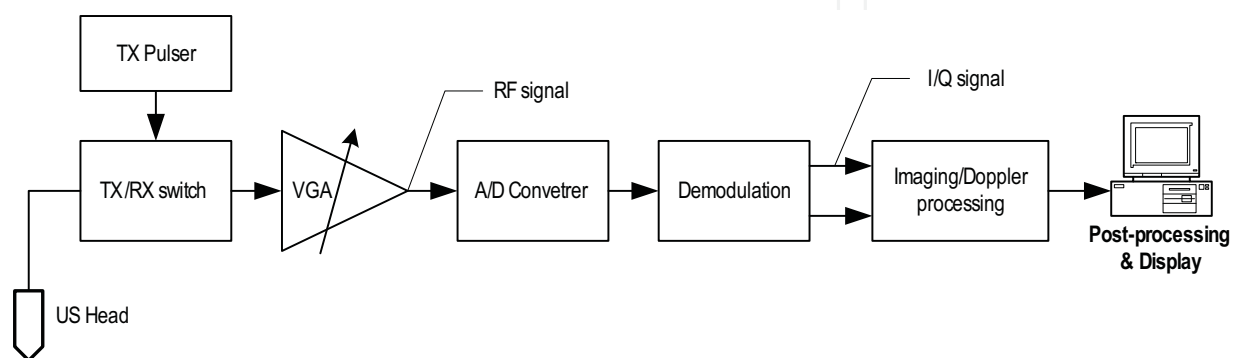 TX Pulser
RF signal
I/Q signal
TX/RX switch
VGA
A/D Convetrer
Demodulation
Imaging/Doppler
processing
Post-processing
& Display
US Head